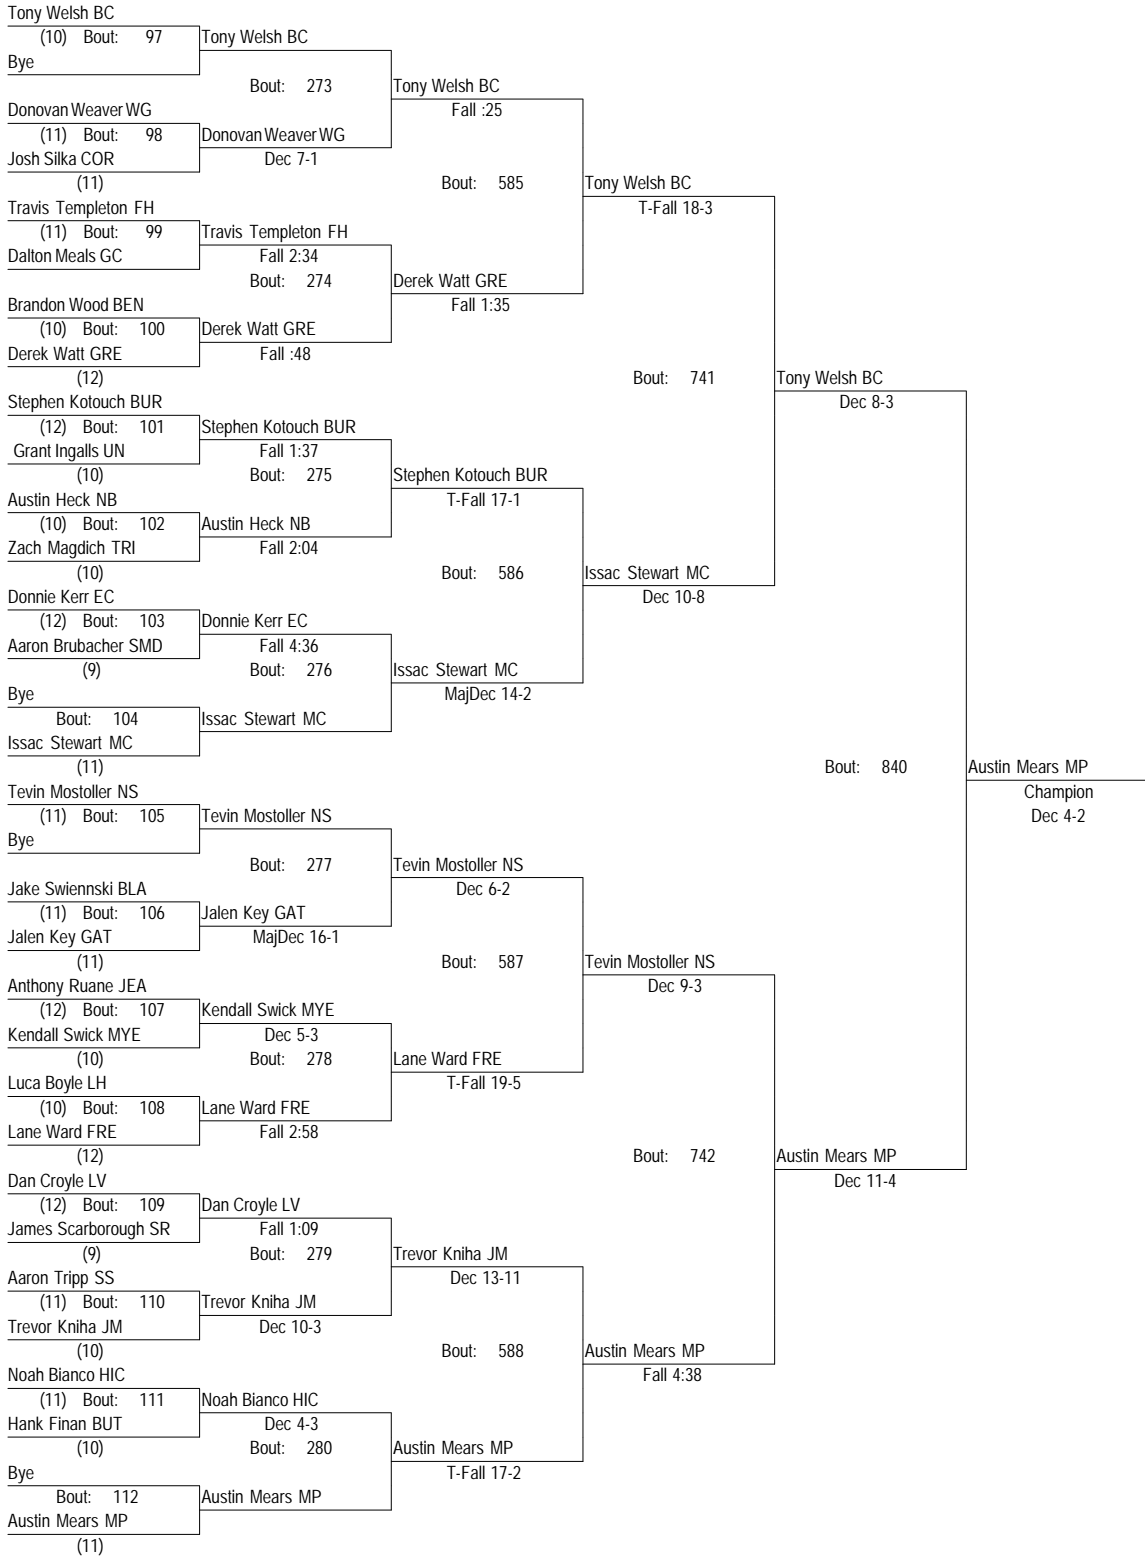 Tony Welsh BC
(10) Bout: 97 Tony Welsh BC
Bye
Bout: 273 Tony Welsh BC
Donovan Weaver WG Fall :25
(11) Bout: 98 Donovan Weaver WG
Josh Silka COR Dec 7-1
(11) Bout: 585 Tony Welsh BC
Travis Templeton FH T-Fall 18-3
(11) Bout: 99 Travis Templeton FH
Dalton Meals GC Fall 2:34
Bout: 274 Derek Watt GRE
Brandon Wood BEN Fall 1:35
(10) Bout: 100 Derek Watt GRE
Derek Watt GRE Fall :48
(12) Bout: 741 Tony Welsh BC
Stephen Kotouch BUR Dec 8-3
(12) Bout: 101 Stephen Kotouch BUR
Grant Ingalls UN Fall 1:37
(10) Bout: 275 Stephen Kotouch BUR
Austin Heck NB T-Fall 17-1
(10) Bout: 102 Austin Heck NB
Zach Magdich TRI Fall 2:04
(10) Bout: 586 Issac Stewart MC
Donnie Kerr EC Dec 10-8
(12) Bout: 103 Donnie Kerr EC
Aaron Brubacher SMD Fall 4:36
(9) Bout: 276 Issac Stewart MC
Bye MajDec 14-2
Bout: 104 Issac Stewart MC
Issac Stewart MC
(11) Bout: 840 Austin Mears MP
Tevin Mostoller NS Champion
(11) Bout: 105 Tevin Mostoller NS Dec 4-2
Bye
Bout: 277 Tevin Mostoller NS
Jake Swiennski BLA Dec 6-2
(11) Bout: 106 Jalen Key GAT
Jalen Key GAT MajDec 16-1
(11) Bout: 587 Tevin Mostoller NS
Anthony Ruane JEA Dec 9-3
(12) Bout: 107 Kendall Swick MYE
Kendall Swick MYE Dec 5-3
(10) Bout: 278 Lane Ward FRE
Luca Boyle LH T-Fall 19-5
(10) Bout: 108 Lane Ward FRE
Lane Ward FRE Fall 2:58
(12) Bout: 742 Austin Mears MP
Dan Croyle LV Dec 11-4
(12) Bout: 109 Dan Croyle LV
James Scarborough SR Fall 1:09
(9) Bout: 279 Trevor Kniha JM
Aaron Tripp SS Dec 13-11
(11) Bout: 110 Trevor Kniha JM
Trevor Kniha JM Dec 10-3
(10) Bout: 588 Austin Mears MP
Noah Bianco HIC Fall 4:38
(11) Bout: 111 Noah Bianco HIC
Hank Finan BUT Dec 4-3
(10) Bout: 280 Austin Mears MP
Bye T-Fall 17-2
Bout: 112 Austin Mears MP
Austin Mears MP
(11)